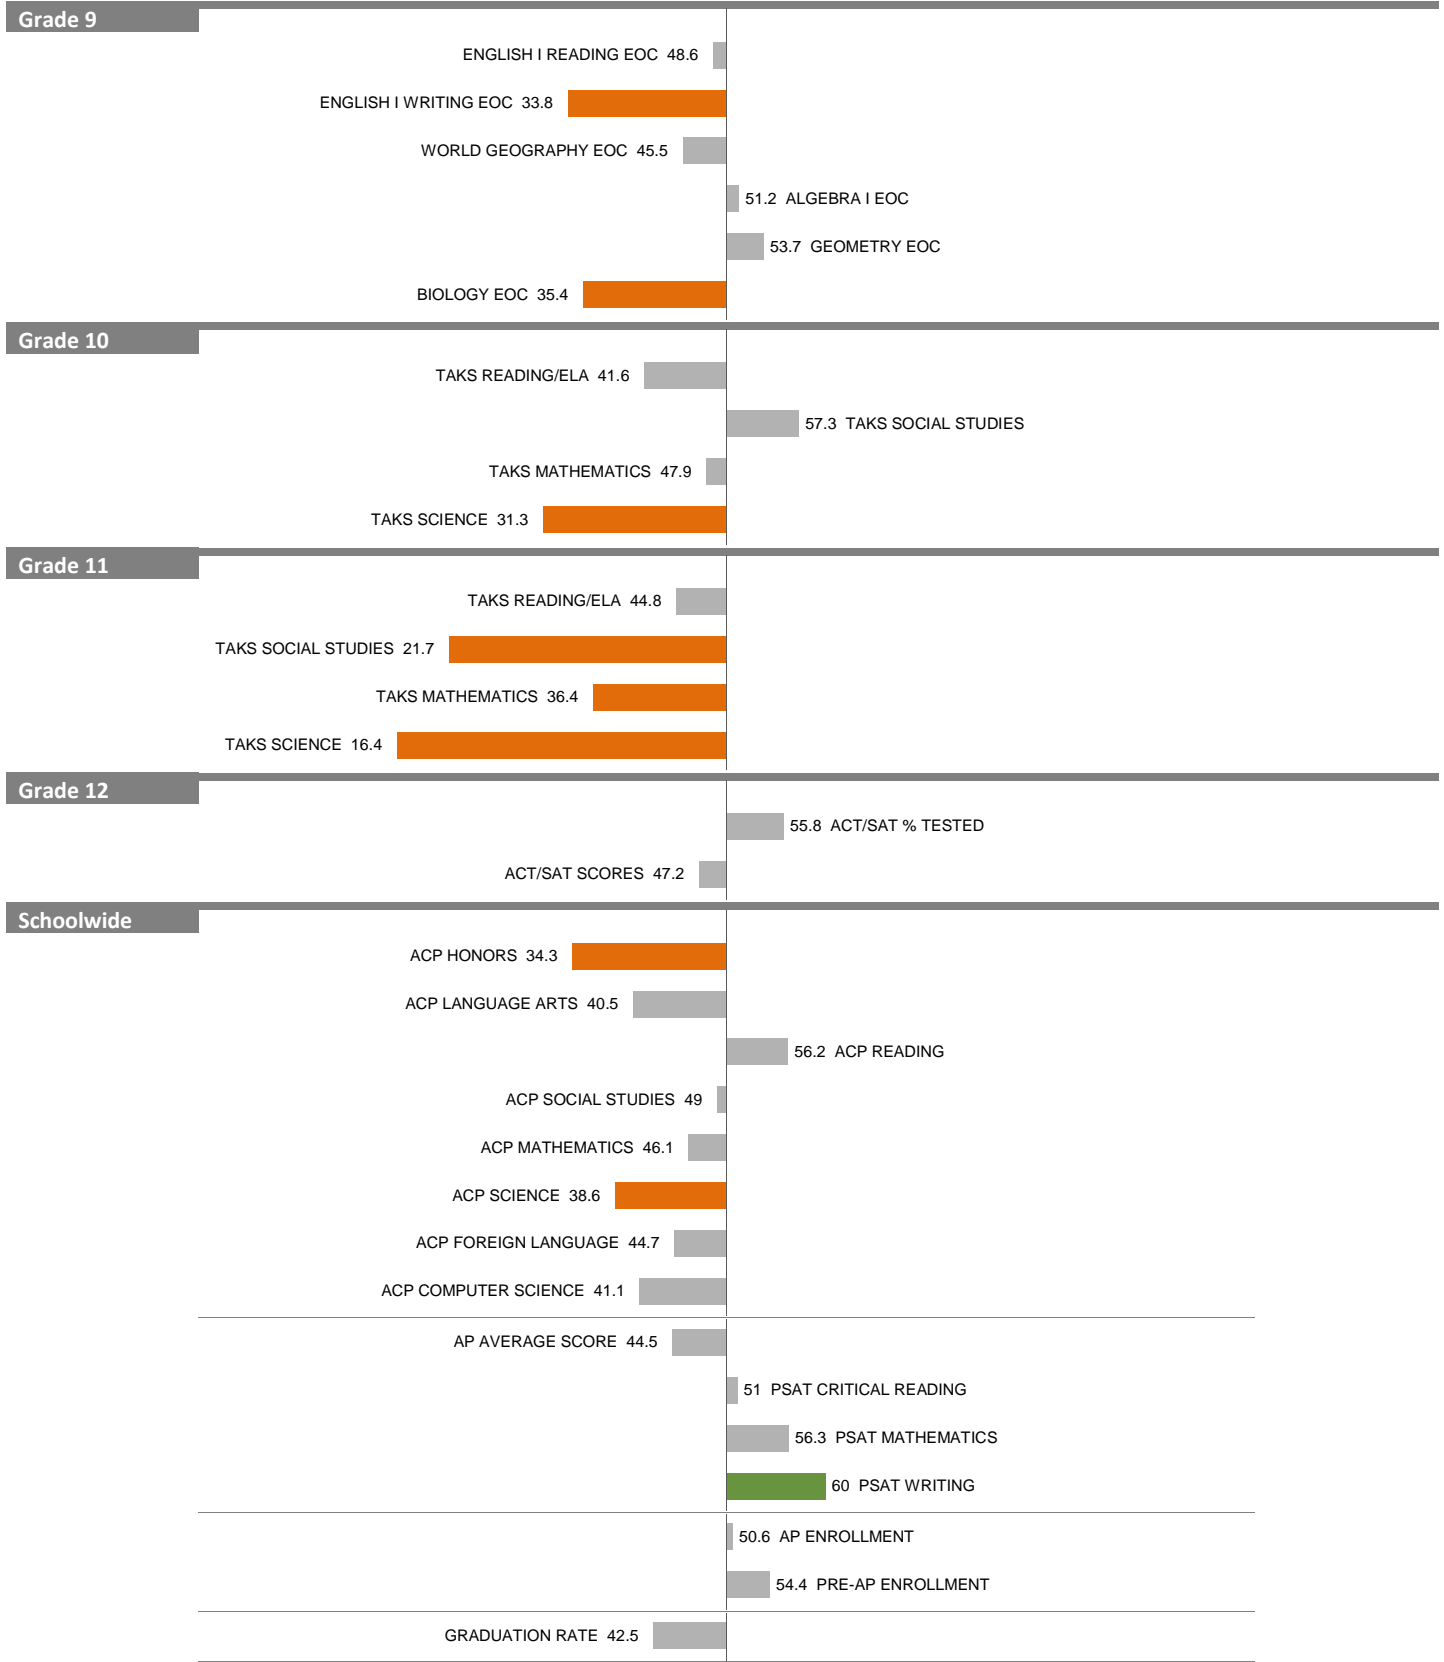 Grade 9
ENGLISH I READING EOC 48.6
ENGLISH I WRITING EOC 33.8
WORLD GEOGRAPHY EOC 45.5
51.2 ALGEBRA I EOC
53.7 GEOMETRY EOC
BIOLOGY EOC 35.4
Grade 10
TAKS READING/ELA 41.6
57.3 TAKS SOCIAL STUDIES
TAKS MATHEMATICS 47.9
TAKS SCIENCE 31.3
Grade 11
TAKS READING/ELA 44.8
TAKS SOCIAL STUDIES 21.7
TAKS MATHEMATICS 36.4
TAKS SCIENCE 16.4
Grade 12
55.8 ACT/SAT % TESTED
ACT/SAT SCORES 47.2
Schoolwide
ACP HONORS 34.3
ACP LANGUAGE ARTS 40.5
56.2 ACP READING
ACP SOCIAL STUDIES 49
ACP MATHEMATICS 46.1
ACP SCIENCE 38.6
ACP FOREIGN LANGUAGE 44.7
ACP COMPUTER SCIENCE 41.1
AP AVERAGE SCORE 44.5
51 PSAT CRITICAL READING
56.3 PSAT MATHEMATICS
60 PSAT WRITING
50.6 AP ENROLLMENT
54.4 PRE-AP ENROLLMENT
GRADUATION RATE 42.5